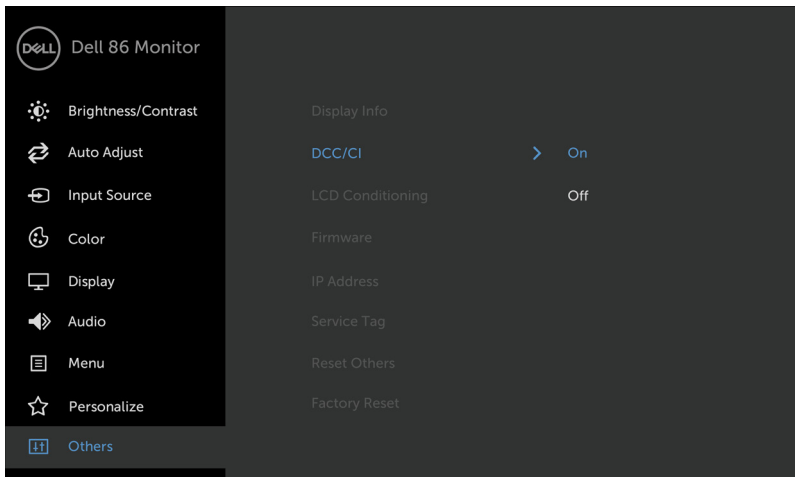 DELL
Dell 86 Monitor
Brightness/Contrast
Auto Adjust
Input Source
Color
Display
Audio
Menu
Personalize
Others
Display Info
DCC/CI
On
LCD Conditioning
Off
Firmware
IP Address
Service Tag
Reset Others
Factory Reset